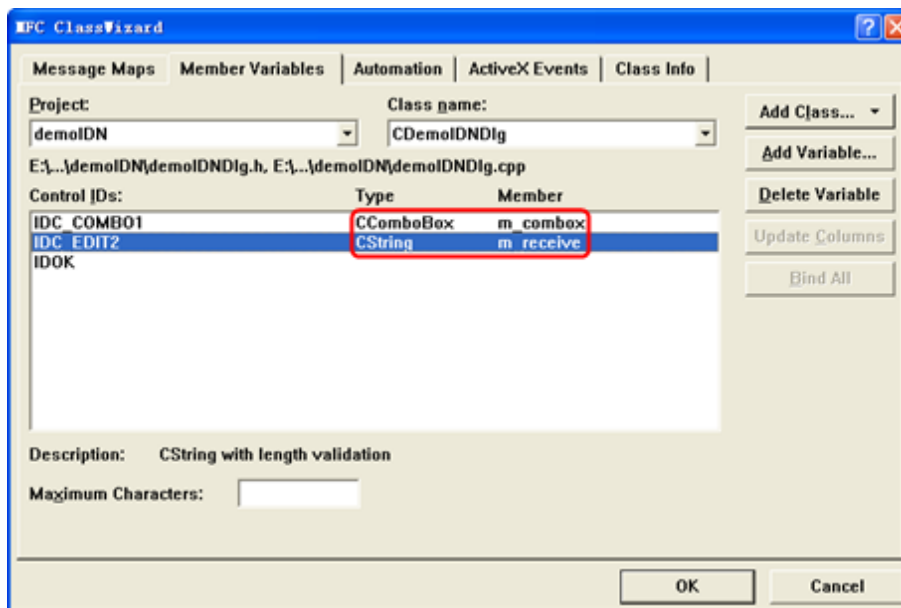 MFC ClassWizard
Message Maps Member Variables Automation ActiveX Events Class Info
Project: Class name:
demoIDN CDemoIDNDlg
Add Class...
E:\...\demoIDN\demoIDNDlg.h, E:\...\demoIDN\demoIDNDlg.cpp
Add Variable...
Control IDs: Type Member
Delete Variable
IDC_COMBO1 CComboBox m_combox
IDC_EDIT2 CString m_receive
Update Columns
IDOK
Bind All
Description: CString with length validation
Maximum Characters:
OK Cancel